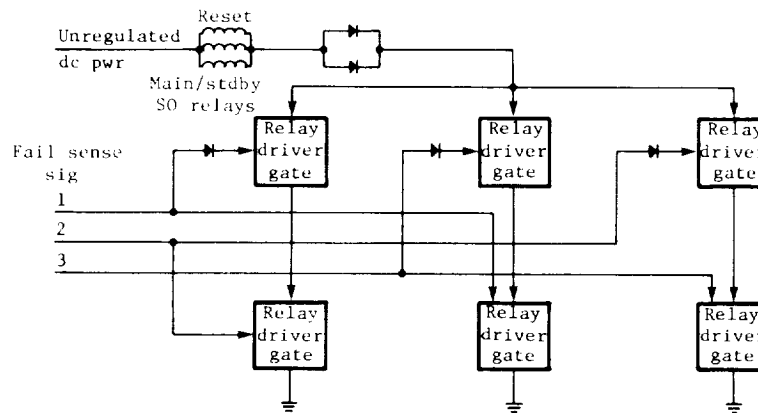 Reset
Unregulated
dc pwr
Main/stdby
SO relays
Relay
driver
gate
Relay
driver
gate
Relay
driver
gate
Fail sense
sig
1
2
3
Relay
driver
gate
Relay
driver
gate
Relay
driver
gate